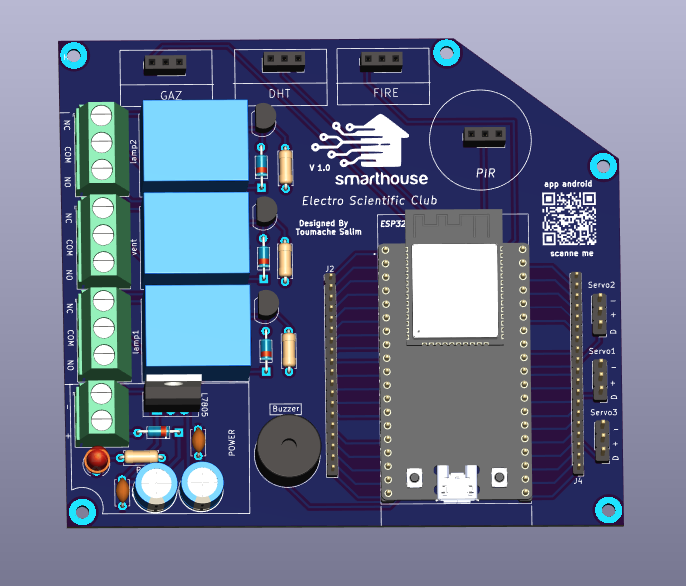 GAZ
DHT
FIRE
PIR
V 1.0
smarthouse
Electro Scientific Club
Designed By
Toumache Salim
app android
scanne me
NC
COM
NO
lamp2
NC
COM
NO
vent
NC
COM
NO
lamp1
ESP32
J2
J4
Servo2
-
+
D
Servo1
-
+
D
Servo3
-
+
D
L7805
POWER
Buzzer
-
+